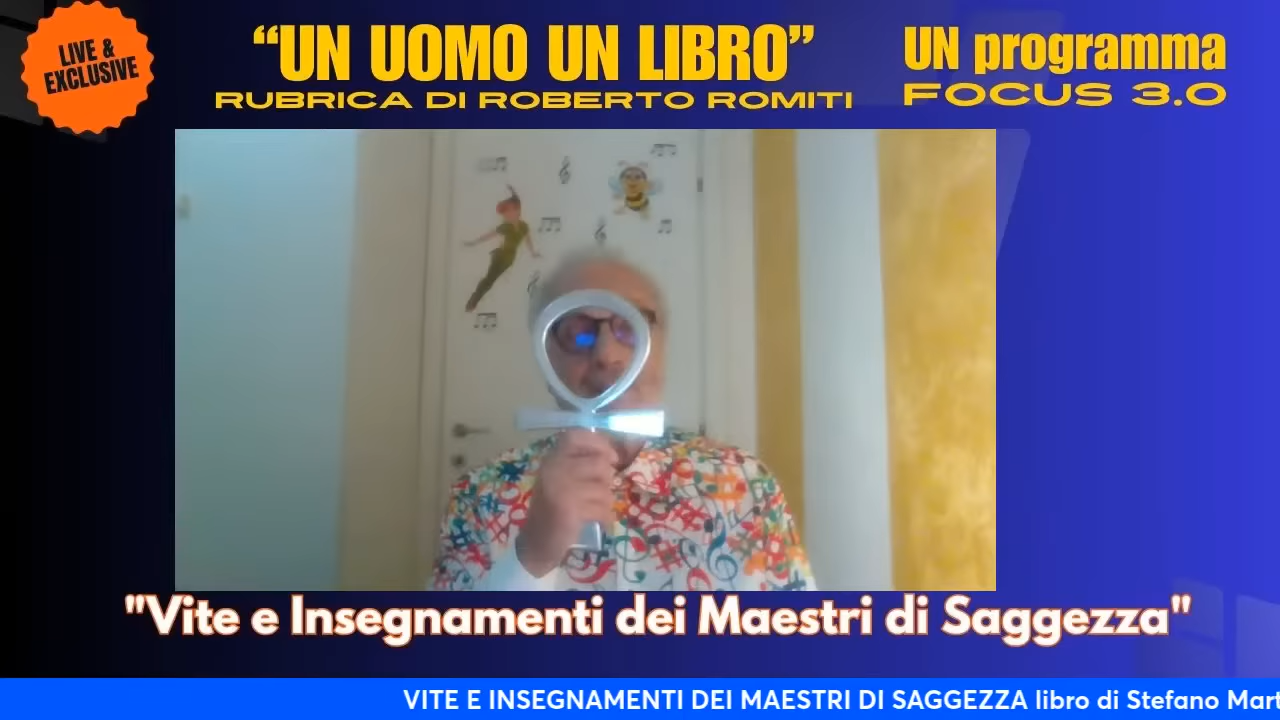 LIVE &
EXCLUSIVE
“UN UOMO UN LIBRO”
RUBRICA DI ROBERTO ROMITI
UN programma
FOCUS 3.0
"Vite e Insegnamenti dei Maestri di Saggezza"
VITE E INSEGNAMENTI DEI MAESTRI DI SAGGEZZA libro di Stefano Mart